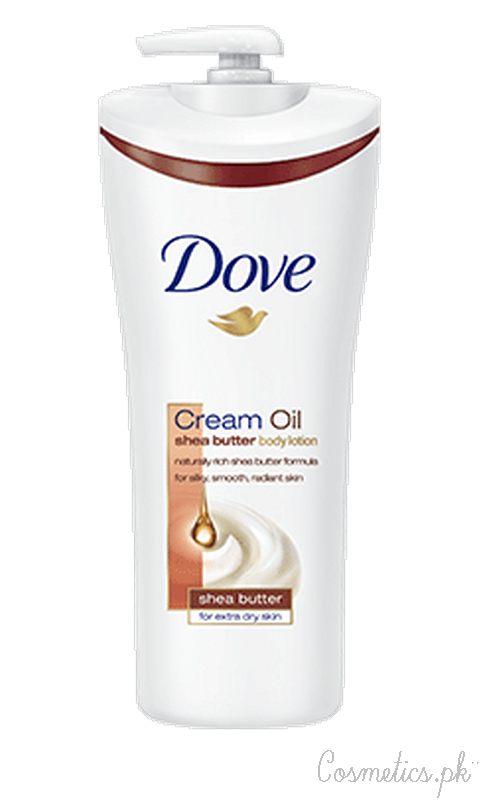 Dove
Cream Oil
shea butter body lotion
naturally rich shea butter formula
for silky, smooth, radiant skin
shea butter
for extra dry skin
Cosmetics.pk